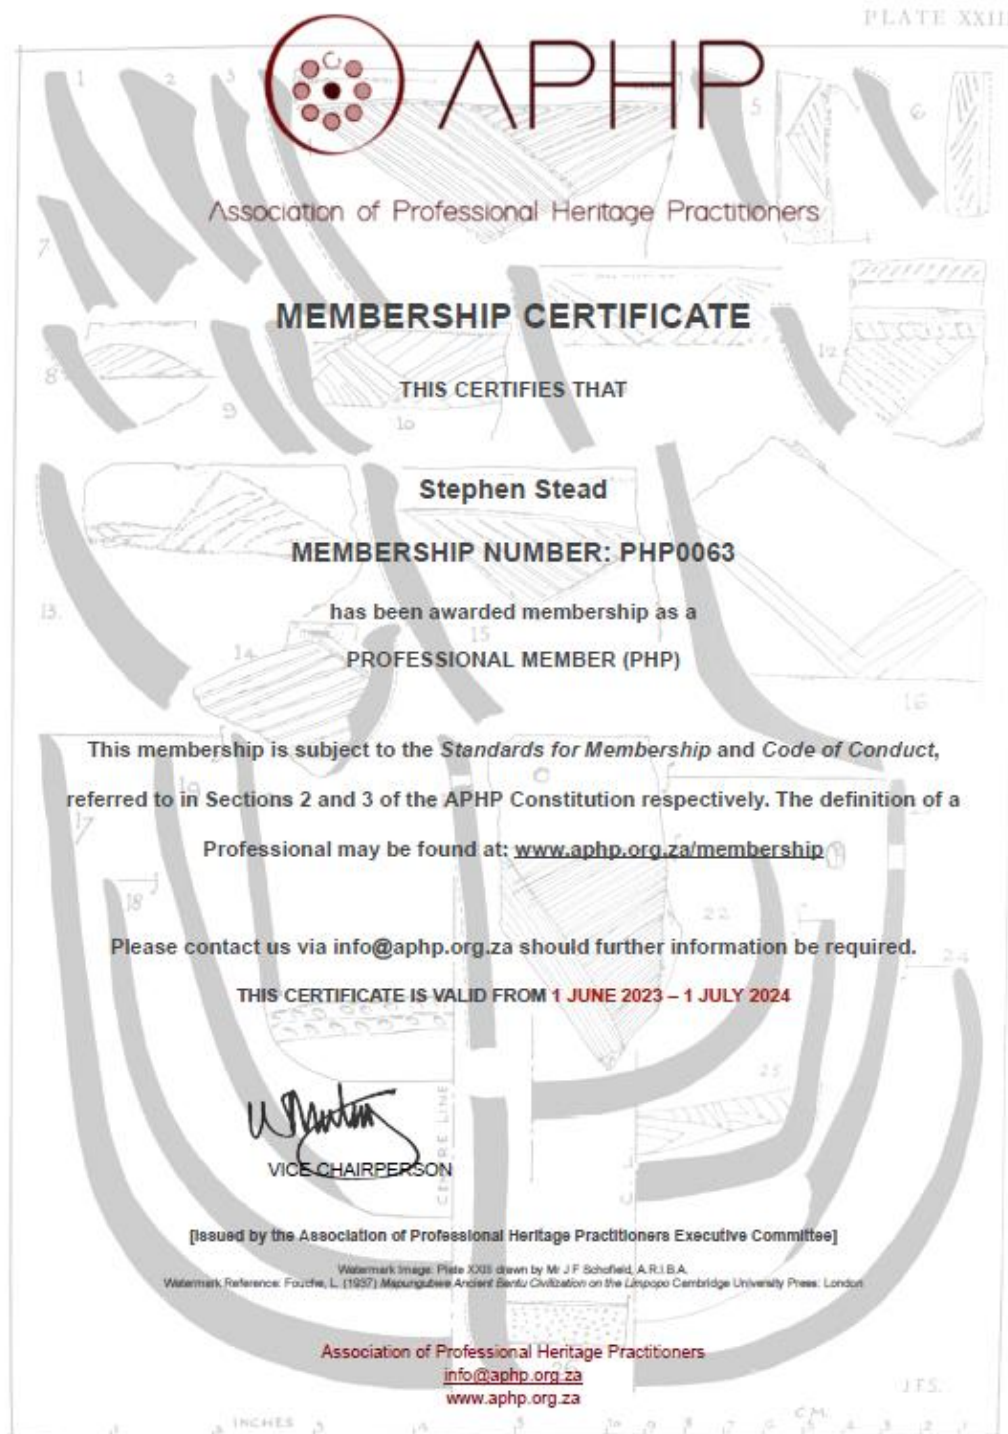 PLATE XXIII
APHP
Association of Professional Heritage Practitioners
MEMBERSHIP CERTIFICATE
THIS CERTIFIES THAT
Stephen Stead
MEMBERSHIP NUMBER: PHP0063
has been awarded membership as a
PROFESSIONAL MEMBER (PHP)
This membership is subject to the Standards for Membership and Code of Conduct,
referred to in Sections 2 and 3 of the APHP Constitution respectively. The definition of a
Professional may be found at: www.aphp.org.za/membership
Please contact us via info@aphp.org.za should further information be required.
THIS CERTIFICATE IS VALID FROM 1 JUNE 2023 – 1 JULY 2024
VICE CHAIRPERSON
CENTRE LINE
C. L.
[Issued by the Association of Professional Heritage Practitioners Executive Committee]
Watermark Image: Plate XXIII drawn by Mr J F Schofield, A.R.I.B.A.
Watermark Reference: Fouche, L. (1937) Mapungubwe Ancient Bantu Civilization on the Limpopo Cambridge University Press: London
Association of Professional Heritage Practitioners
info@aphp.org.za
www.aphp.org.za
J.F.S.
INCHES
CM.